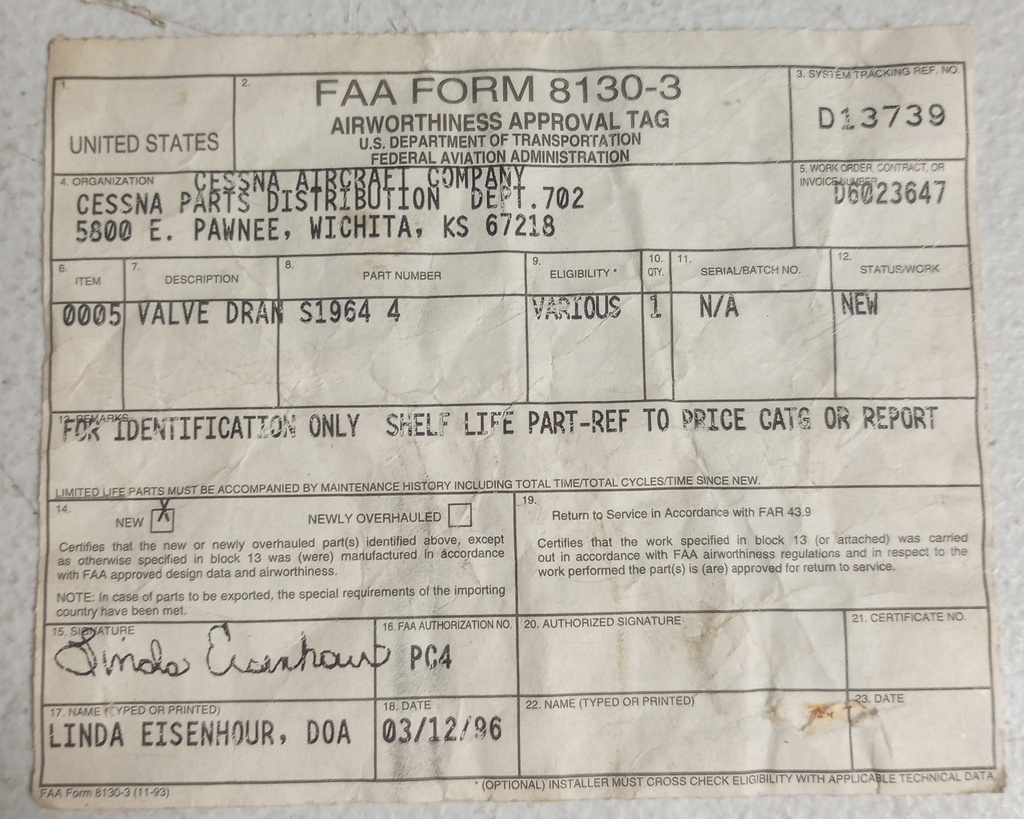 1.
UNITED STATES
2.
FAA FORM 8130-3
AIRWORTHINESS APPROVAL TAG
U.S. DEPARTMENT OF TRANSPORTATION
FEDERAL AVIATION ADMINISTRATION
3. SYSTEM TRACKING REF. NO.
D13739
4. ORGANIZATION
CESSNA AIRCRAFT COMPANY
CESSNA PARTS DISTRIBUTION DEPT.702
5800 E. PAWNEE, WICHITA, KS 67218
5. WORK ORDER, CONTRACT, OR
INVOICE NUMBER
D6023647
6. ITEM
7. DESCRIPTION
8. PART NUMBER
9. ELIGIBILITY *
10. QTY.
11. SERIAL/BATCH NO.
12. STATUS/WORK
0005 VALVE DRAN S1964 4 VARIOUS 1 N/A NEW
13. REMARKS
FOR IDENTIFICATION ONLY SHELF LIFE PART-REF TO PRICE CATG OR REPORT
LIMITED LIFE PARTS MUST BE ACCOMPANIED BY MAINTENANCE HISTORY INCLUDING TOTAL TIME/TOTAL CYCLES/TIME SINCE NEW.
14.
NEW X NEWLY OVERHAULED
Certifies that the new or newly overhauled part(s) identified above, except
as otherwise specified in block 13 was (were) manufactured in accordance
with FAA approved design data and airworthiness.
NOTE: In case of parts to be exported, the special requirements of the importing
country have been met.
19.
Return to Service in Accordance with FAR 43.9
Certifies that the work specified in block 13 (or attached) was carried
out in accordance with FAA airworthiness regulations and in respect to the
work performed the part(s) is (are) approved for return to service.
15. SIGNATURE
Linda Eisenhour
16. FAA AUTHORIZATION NO.
PC4
20. AUTHORIZED SIGNATURE
21. CERTIFICATE NO.
17. NAME (TYPED OR PRINTED)
LINDA EISENHOUR, DOA
18. DATE
03/12/96
22. NAME (TYPED OR PRINTED)
23. DATE
FAA Form 8130-3 (11-93)
* (OPTIONAL) INSTALLER MUST CROSS CHECK ELIGIBILITY WITH APPLICABLE TECHNICAL DATA